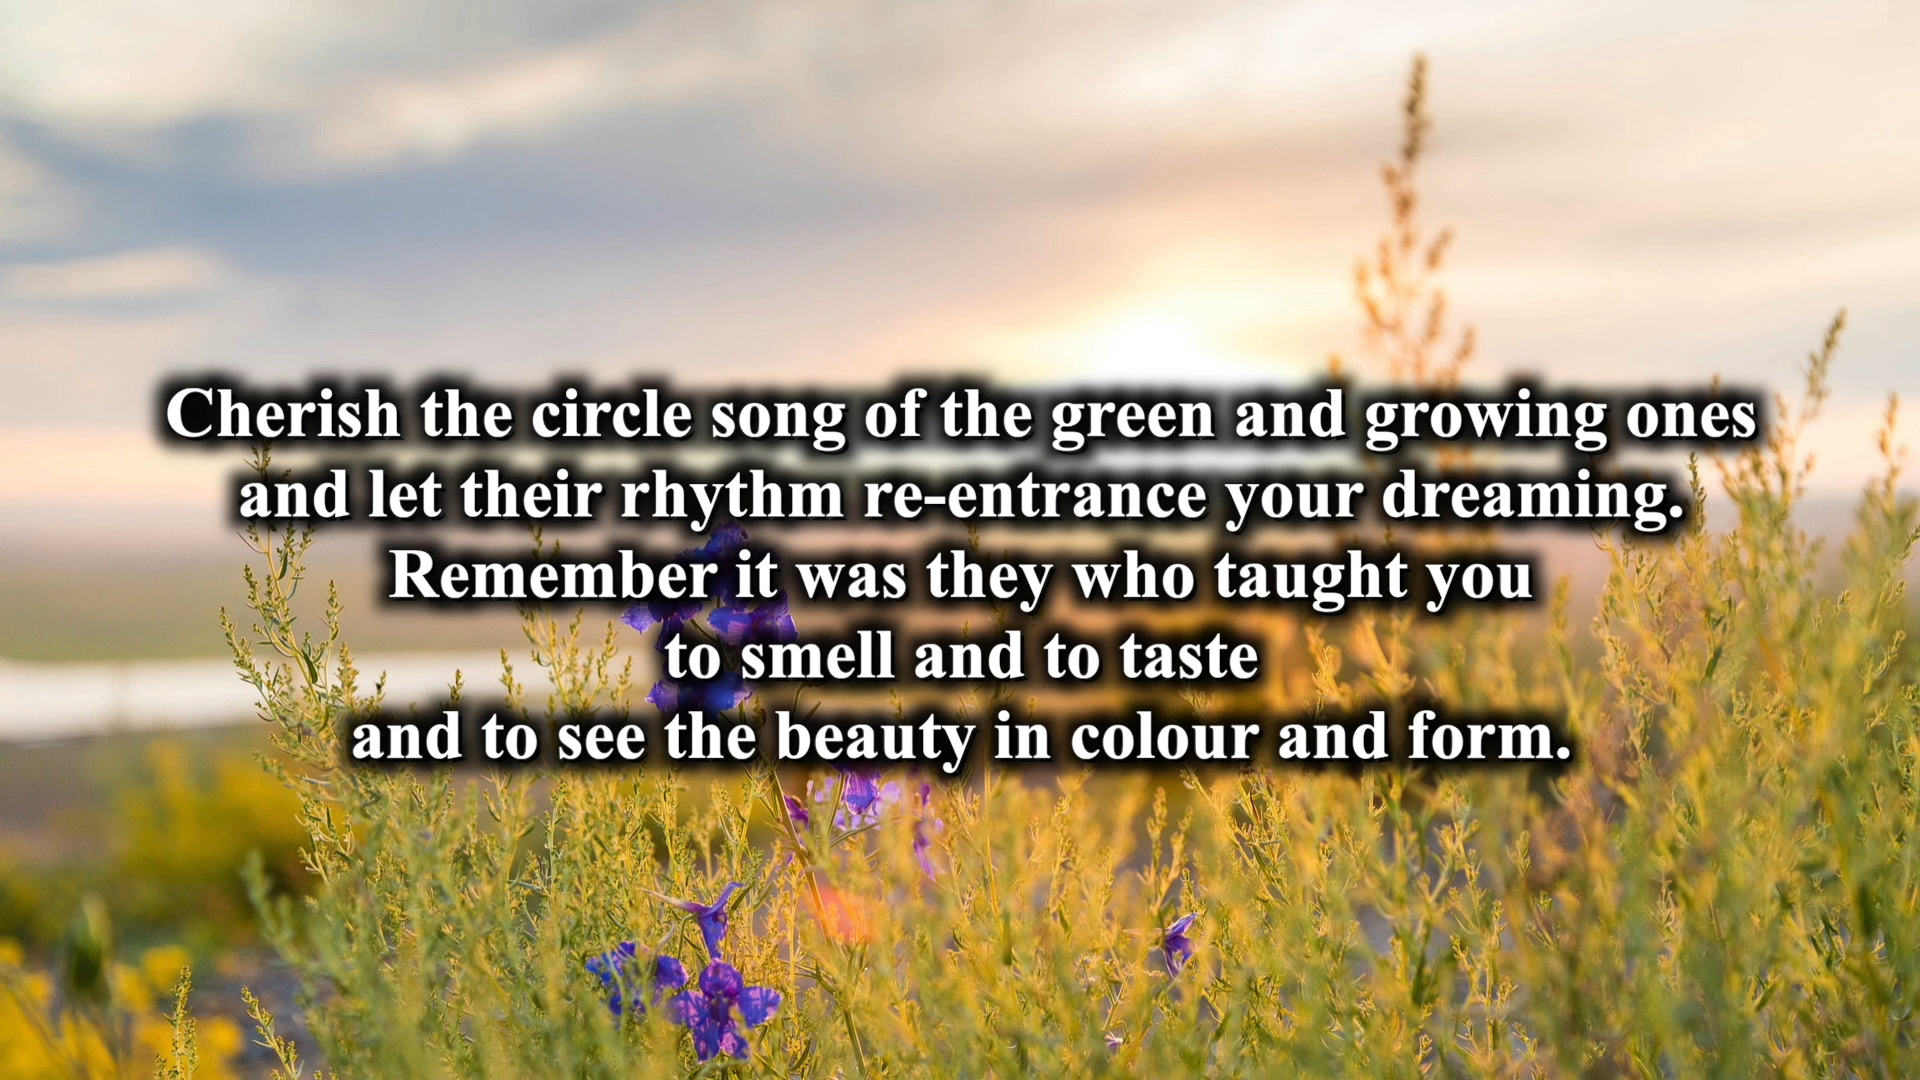 Cherish the circle song of the green and growing ones
and let their rhythm re-entrance your dreaming.
Remember it was they who taught you
to smell and to taste
and to see the beauty in colour and form.